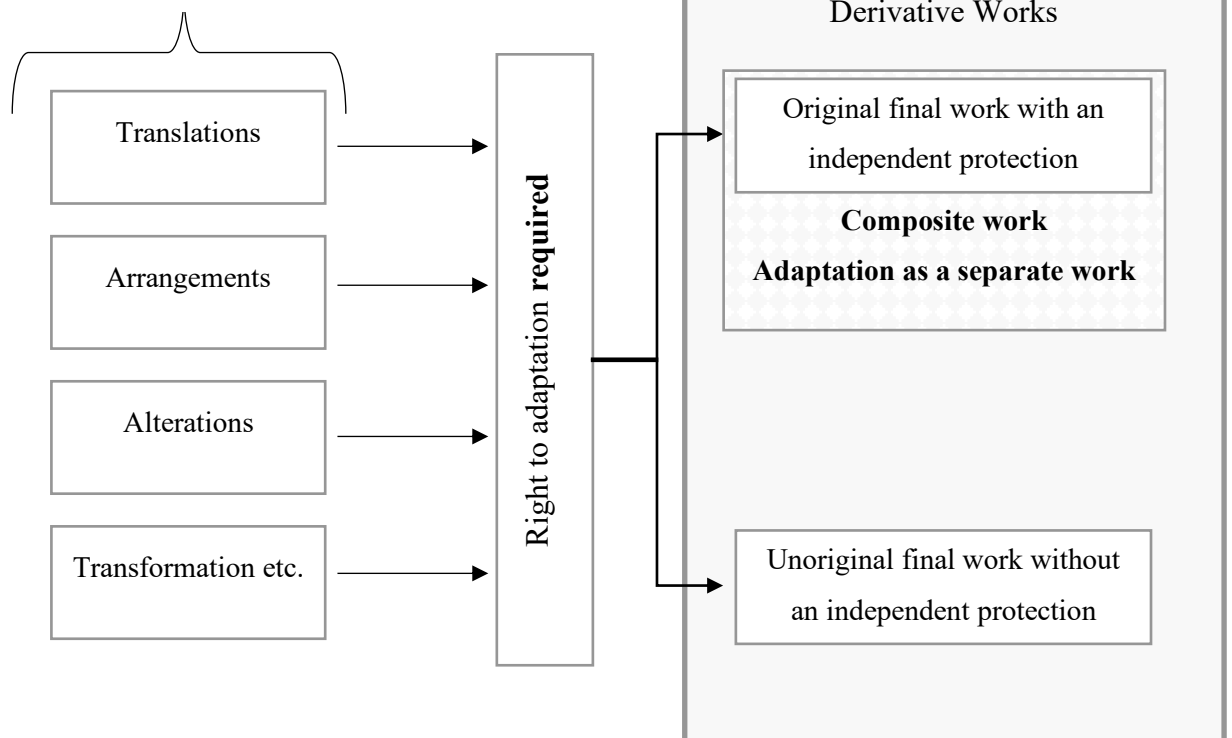 Derivative Works
Translations
Arrangements
Alterations
Transformation etc.
Right to adaptation required
Original final work with an
independent protection
Composite work
Adaptation as a separate work
Unoriginal final work without
an independent protection